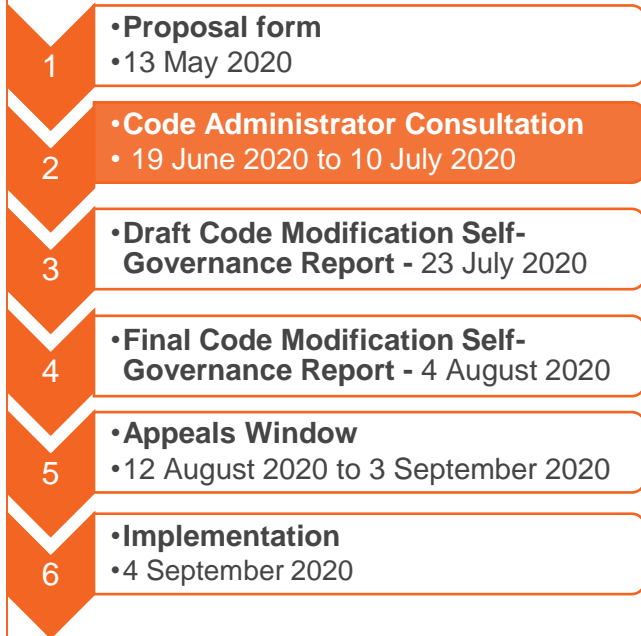 1
•Proposal form
•13 May 2020
2
•Code Administrator Consultation
• 19 June 2020 to 10 July 2020
3
•Draft Code Modification Self-
Governance Report - 23 July 2020
4
•Final Code Modification Self-
Governance Report - 4 August 2020
5
•Appeals Window
•12 August 2020 to 3 September 2020
6
•Implementation
•4 September 2020